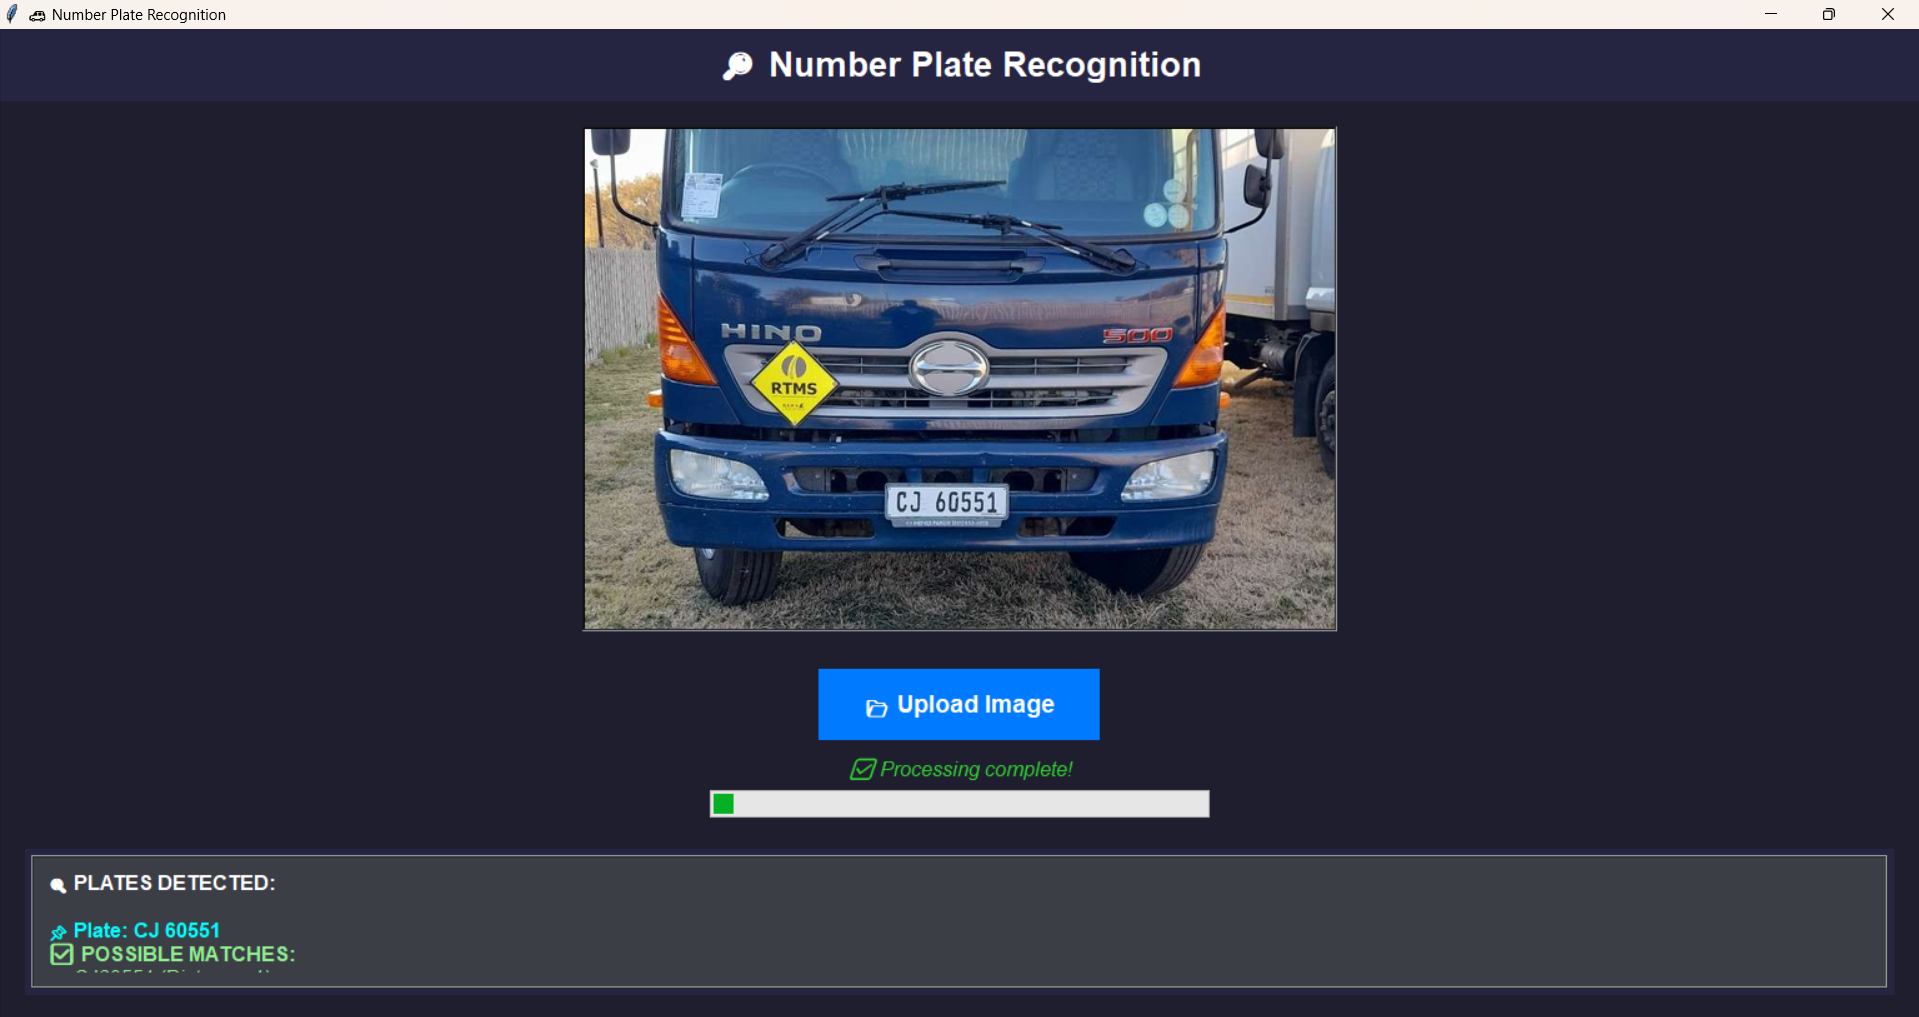 Number Plate Recognition
Number Plate Recognition
HINO
500
RTMS
CJ 60551
Upload Image
Processing complete!
PLATES DETECTED:
Plate: CJ 60551
POSSIBLE MATCHES: